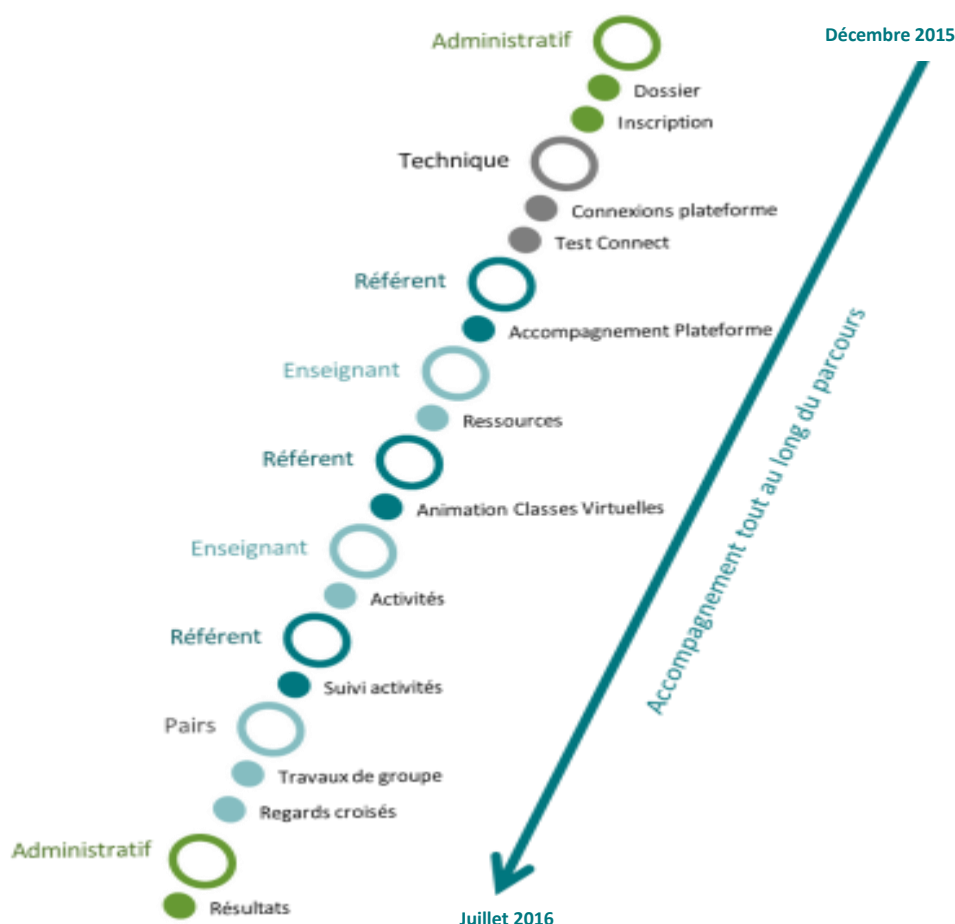 Administratif
Décembre 2015
Dossier
Inscription
Technique
Connexions plateforme
Test Connect
Référent
Accompagnement Plateforme
Enseignant
Ressources
Référent
Animation Classes Virtuelles
Enseignant
Activités
Référent
Suivi activités
Pairs
Travaux de groupe
Regards croisés
Administratif
Résultats
Accompagnement tout au long du parcours
Juillet 2016